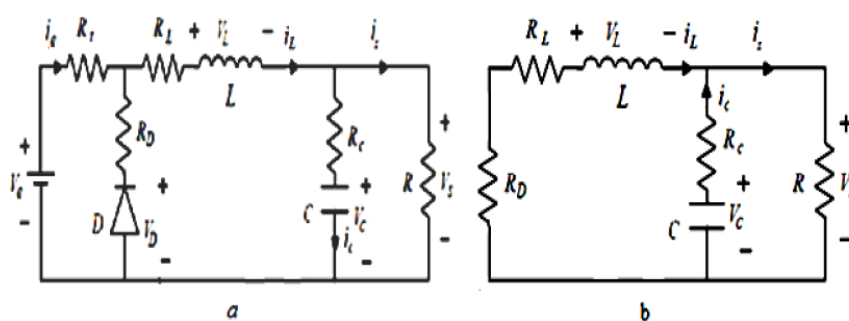 i_e R_t R_L + V_L - i_L i_s
L
R_D R_c
+ V_e -
D + V_D -
C + V_C - i_c
R + V_s -
a
R_L + V_L - i_L i_s
L
i_c
R_D R_c
C + V_C -
R + V -
b